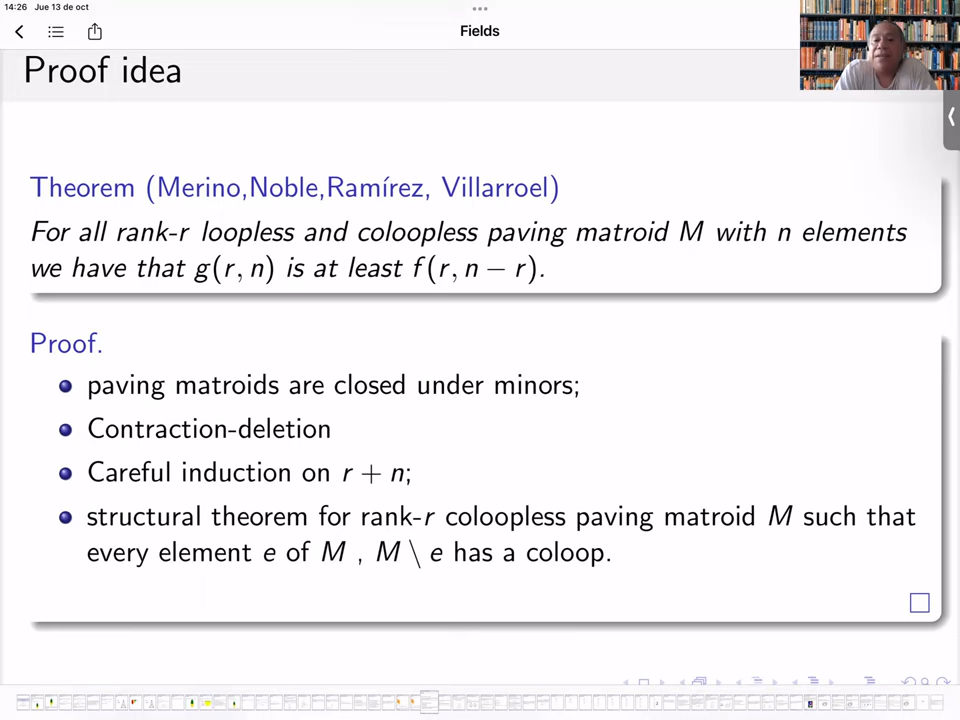 14:26 Jue 13 de oct
Fields
Proof idea
Theorem (Merino,Noble,Ramírez, Villarroel)
For all rank-r loopless and coloopless paving matroid M with n elements
we have that g(r, n) is at least f(r, n − r).
Proof.
paving matroids are closed under minors;
Contraction-deletion
Careful induction on r + n;
structural theorem for rank-r coloopless paving matroid M such that
every element e of M , M \ e has a coloop.